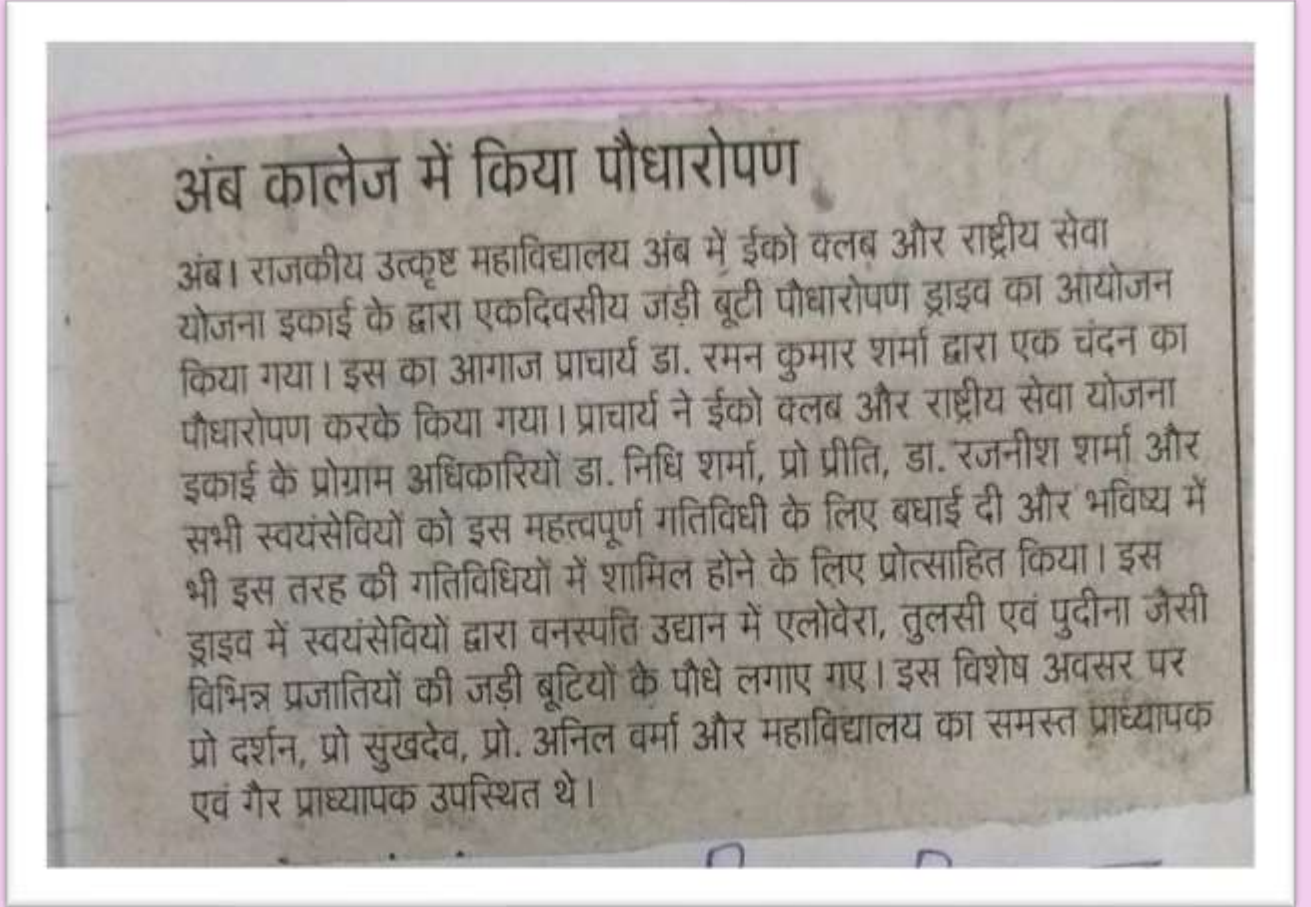 अंब कालेज में किया पौधारोपण
अंब। राजकीय उत्कृष्ट महाविद्यालय अंब में ईको क्लब और राष्ट्रीय सेवा
योजना इकाई के द्वारा एकदिवसीय जड़ी बूटी पौधारोपण ड्राइव का आयोजन
किया गया। इस का आगाज प्राचार्य डा. रमन कुमार शर्मा द्वारा एक चंदन का
पौधारोपण करके किया गया। प्राचार्य ने ईको क्लब और राष्ट्रीय सेवा योजना
इकाई के प्रोग्राम अधिकारियों डा. निधि शर्मा, प्रो प्रीति, डा. रजनीश शर्मा और
सभी स्वयंसेवियों को इस महत्वपूर्ण गतिविधी के लिए बधाई दी और भविष्य में
भी इस तरह की गतिविधियों में शामिल होने के लिए प्रोत्साहित किया। इस
ड्राइव में स्वयंसेवियों द्वारा वनस्पति उद्यान में एलोवेरा, तुलसी एवं पुदीना जैसी
विभिन्न प्रजातियों की जड़ी बूटियों के पौधे लगाए गए। इस विशेष अवसर पर
प्रो दर्शन, प्रो सुखदेव, प्रो. अनिल वर्मा और महाविद्यालय का समस्त प्राध्यापक
एवं गैर प्राध्यापक उपस्थित थे।